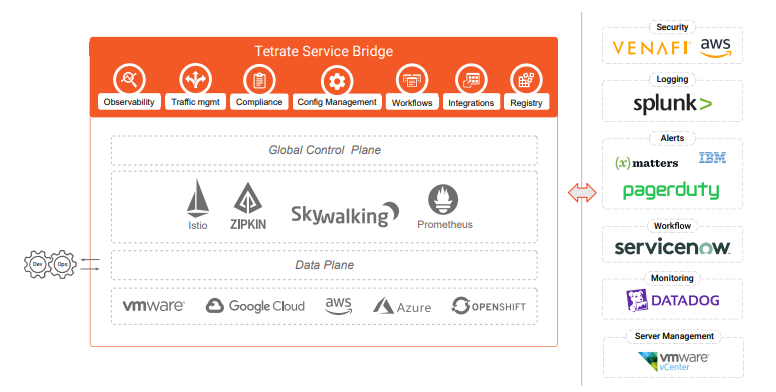 Tetrate Service Bridge
Observability
Traffic mgmt
Compliance
Config Management
Workflows
Integrations
Registry
Global Control Plane
Istio
ZIPKIN
Skywalking
Prometheus
Dev
Ops
Data Plane
vmware
Google Cloud
aws
Azure
OPENSHIFT
Security
VENAFI
aws
Logging
splunk>
Alerts
(x)matters
IBM
pagerduty
Workflow
servicenow
Monitoring
DATADOG
Server Management
vmware®
vCenter